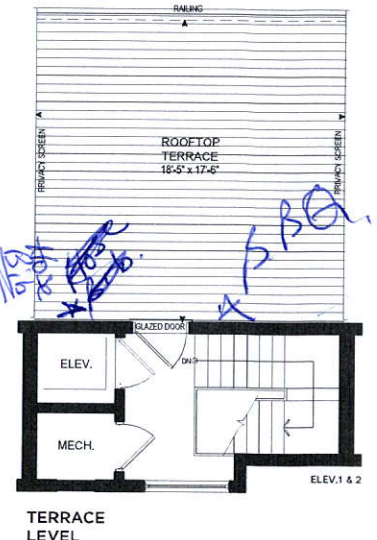 RAILING
PRIVACY SCREEN
ROOFTOP
TERRACE
18'-5" x 17'-6"
PRIVACY SCREEN
BBQ
GLAZED DOOR
ELEV.
DN
MECH.
ELEV.1 & 2
TERRACE
LEVEL